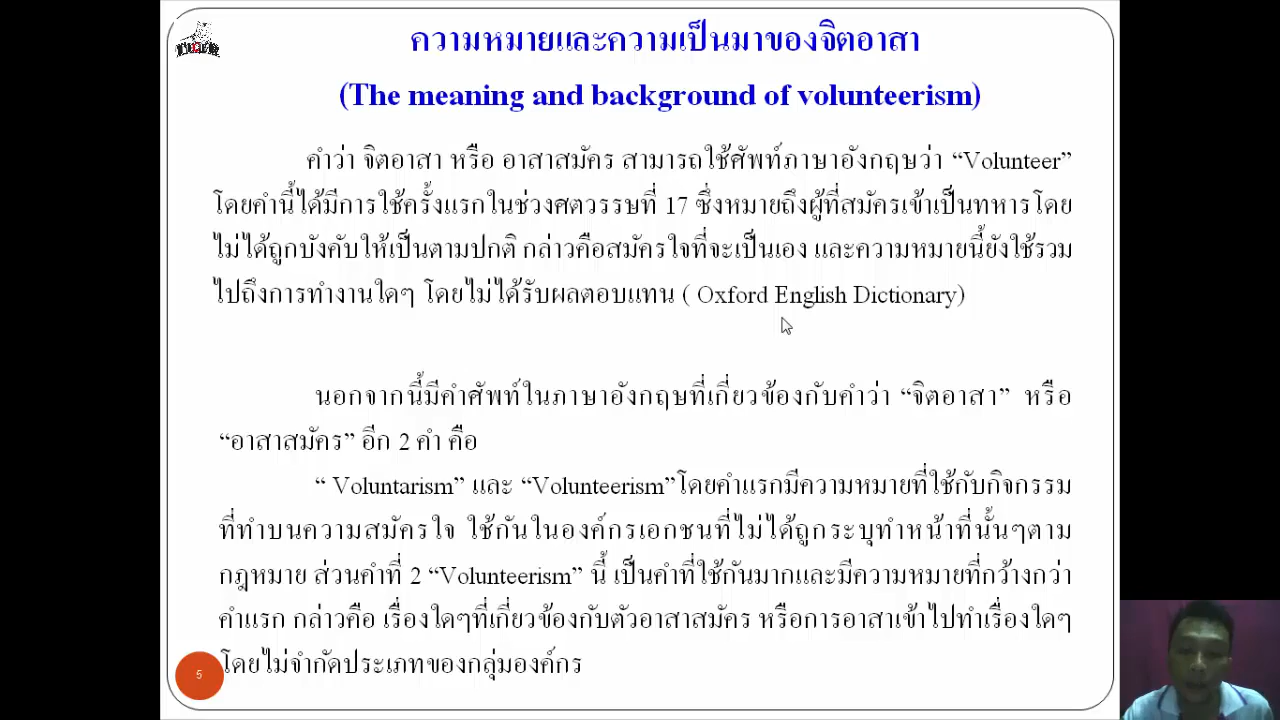 ความหมายและความเป็นมาของจิตอาสา
(The meaning and background of volunteerism)
คำว่า จิตอาสา หรือ อาสาสมัคร สามารถใช้ศัพท์ภาษาอังกฤษว่า “Volunteer”
โดยคำนี้ได้มีการใช้ครั้งแรกในช่วงศตวรรษที่ 17 ซึ่งหมายถึงผู้ที่สมัครเข้าเป็นทหารโดย
ไม่ได้ถูกบังคับให้เป็นตามปกติ กล่าวคือสมัครใจที่จะเป็นเอง และความหมายนี้ยังใช้รวม
ไปถึงการทำงานใดๆ โดยไม่ได้รับผลตอบแทน ( Oxford English Dictionary)
นอกจากนี้มีคำศัพท์ในภาษาอังกฤษที่เกี่ยวข้องกับคำว่า “จิตอาสา” หรือ
“อาสาสมัคร” อีก 2 คำ คือ
“ Voluntarism” และ “Volunteerism”โดยคำแรกมีความหมายที่ใช้กับกิจกรรม
ที่ทำบนความสมัครใจ ใช้กันในองค์กรเอกชนที่ไม่ได้ถูกระบุทำหน้าที่นั้นๆตาม
กฎหมาย ส่วนคำที่ 2 “Volunteerism” นี้ เป็นคำที่ใช้กันมากและมีความหมายที่กว้างกว่า
คำแรก กล่าวคือ เรื่องใดๆที่เกี่ยวข้องกับตัวอาสาสมัคร หรือการอาสาเข้าไปทำเรื่องใดๆ
โดยไม่จำกัดประเภทของกลุ่มองค์กร
5